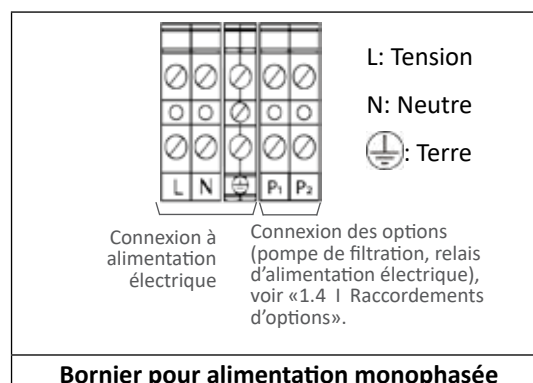 L: Tension
N: Neutre
: Terre
L N P₁ P₂
Connexion à
alimentation
électrique
Connexion des options
(pompe de filtration, relais
d’alimentation électrique),
voir «1.4 I Raccordements
d’options».
Bornier pour alimentation monophasée